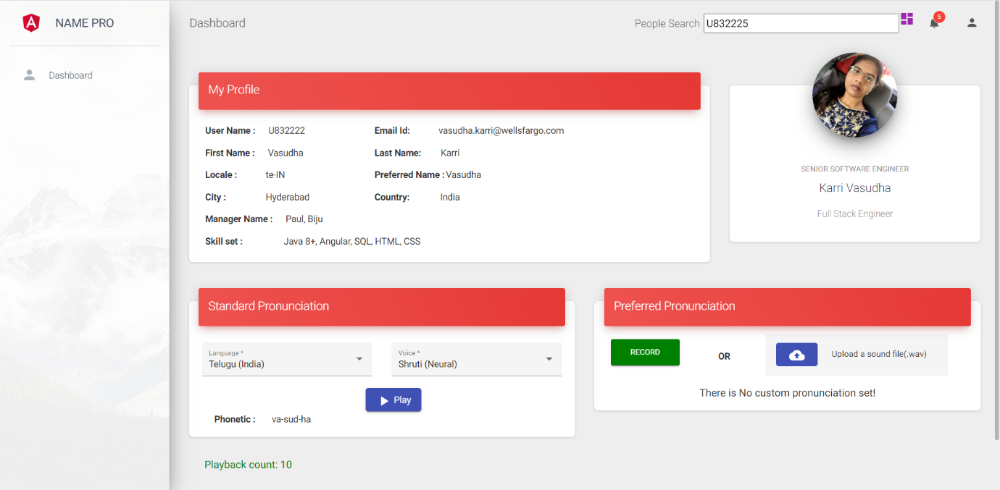 NAME PRO
Dashboard
Dashboard
People Search U832225
5
My Profile
User Name : U832222 Email Id: vasudha.karri@wellsfargo.com
First Name : Vasudha Last Name: Karri
Locale : te-IN Preferred Name : Vasudha
City : Hyderabad Country: India
Manager Name : Paul, Biju
Skill set : Java 8+, Angular, SQL, HTML, CSS
SENIOR SOFTWARE ENGINEER
Karri Vasudha
Full Stack Engineer
Standard Pronunciation
Language *
Telugu (India)
Voice *
Shruti (Neural)
Play
Phonetic : va-sud-ha
Playback count: 10
Preferred Pronunciation
RECORD OR Upload a sound file(.wav)
There is No custom pronunciation set!